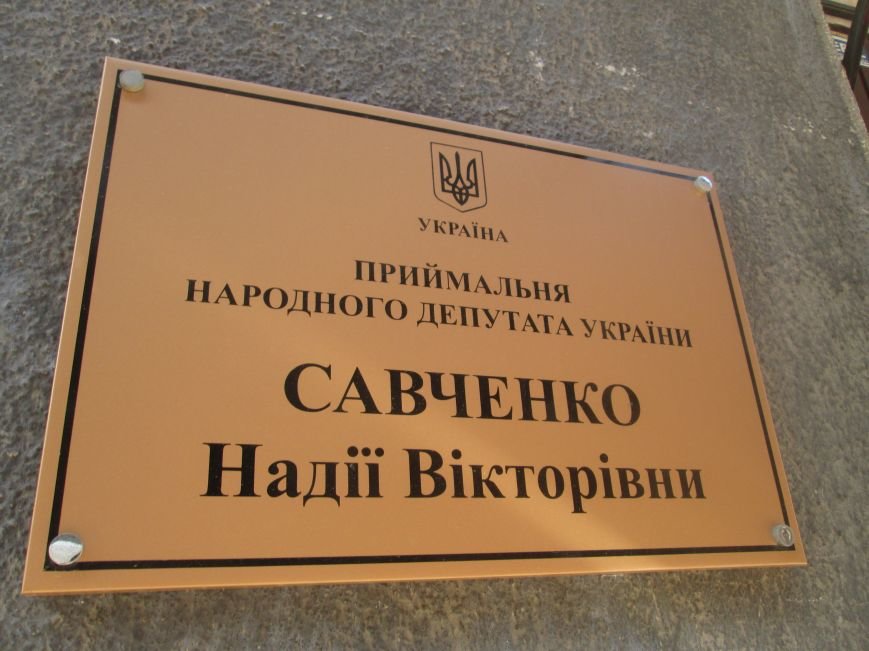 УКРАЇНА
ПРИЙМАЛЬНЯ
НАРОДНОГО ДЕПУТАТА УКРАЇНИ
САВЧЕНКО
Надії Вікторівни